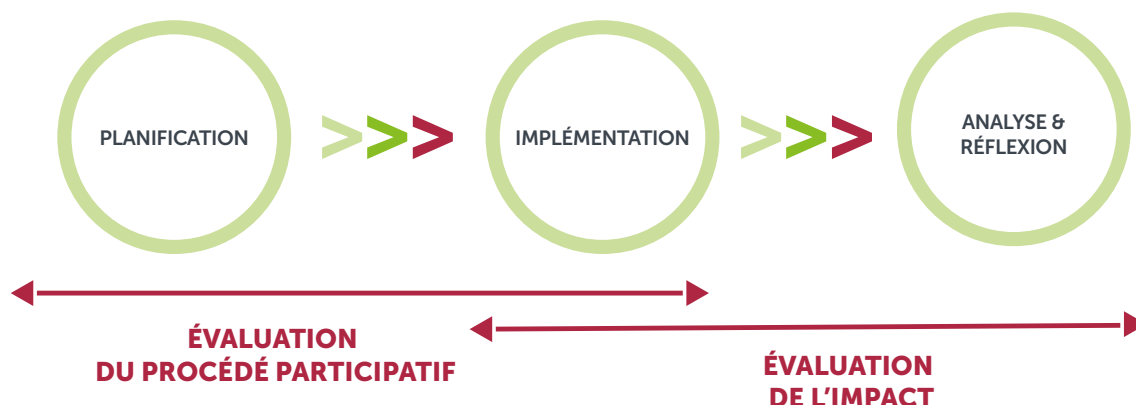 PLANIFICATION
IMPLÉMENTATION
ANALYSE &
RÉFLEXION
ÉVALUATION
DU PROCÉDÉ PARTICIPATIF
ÉVALUATION
DE L'IMPACT